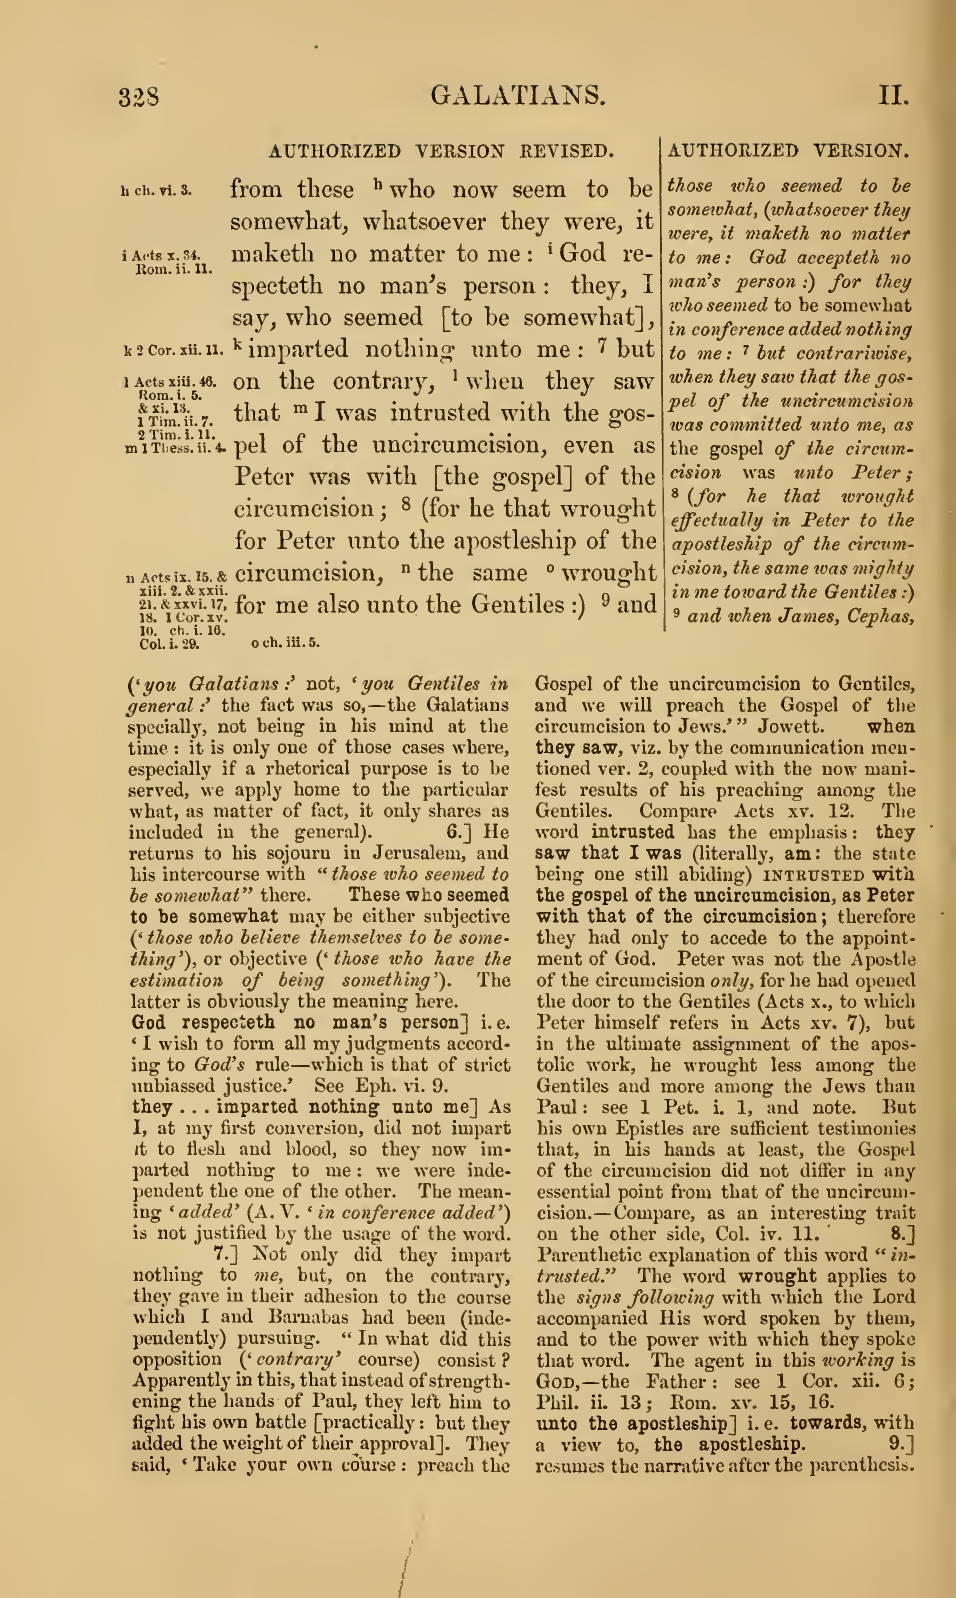 328
GALATIANS.
II.
AUTHORIZED VERSION REVISED.
h ch. vi. 3.
i Acts x. 34.
Rom. ii. 11.
k 2 Cor. xii. 11.
l Acts xiii. 46.
Rom. i. 5.
& xi. 13.
1 Tim. ii. 7.
2 Tim. i. 11.
m 1 Thess. ii. 4.
n Acts ix. 15. &
xiii. 2. & xxii.
21. & xxvi. 17,
18. 1 Cor. xv.
10. ch. i. 16.
Col. i. 29.
o ch. iii. 5.
from these h who now seem to be
somewhat, whatsoever they were, it
maketh no matter to me : i God re-
specteth no man's person : they, I
say, who seemed [to be somewhat],
k imparted nothing unto me : 7 but
on the contrary, l when they saw
that m I was intrusted with the gos-
pel of the uncircumcision, even as
Peter was with [the gospel] of the
circumcision ; 8 (for he that wrought
for Peter unto the apostleship of the
circumcision, n the same o wrought
for me also unto the Gentiles :) 9 and
AUTHORIZED VERSION.
those who seemed to be
somewhat, (whatsoever they
were, it maketh no matter
to me : God accepteth no
man's person :) for they
who seemed to be somewhat
in conference added nothing
to me : 7 but contrariwise,
when they saw that the gos-
pel of the uncircumcision
was committed unto me, as
the gospel of the circum-
cision was unto Peter ;
8 (for he that wrought
effectually in Peter to the
apostleship of the circum-
cision, the same was mighty
in me toward the Gentiles :)
9 and when James, Cephas,
('you Galatians :' not, 'you Gentiles in
general :' the fact was so,—the Galatians
specially, not being in his mind at the
time : it is only one of those cases where,
especially if a rhetorical purpose is to be
served, we apply home to the particular
what, as matter of fact, it only shares as
included in the general). 6.] He
returns to his sojourn in Jerusalem, and
his intercourse with "those who seemed to
be somewhat" there. These who seemed
to be somewhat may be either subjective
('those who believe themselves to be some-
thing'), or objective ('those who have the
estimation of being something'). The
latter is obviously the meaning here.
God respecteth no man's person] i. e.
'I wish to form all my judgments accord-
ing to God's rule—which is that of strict
unbiassed justice.' See Eph. vi. 9.
they . . . imparted nothing unto me] As
I, at my first conversion, did not impart
it to flesh and blood, so they now im-
parted nothing to me : we were inde-
pendent the one of the other. The mean-
ing 'added' (A. V. 'in conference added')
is not justified by the usage of the word.
7.] Not only did they impart
nothing to me, but, on the contrary,
they gave in their adhesion to the course
which I and Barnabas had been (inde-
pendently) pursuing. "In what did this
opposition ('contrary' course) consist ?
Apparently in this, that instead of strength-
ening the hands of Paul, they left him to
fight his own battle [practically : but they
added the weight of their approval]. They
said, 'Take your own course : preach the
Gospel of the uncircumcision to Gentiles,
and we will preach the Gospel of the
circumcision to Jews.'" Jowett. when
they saw, viz. by the communication men-
tioned ver. 2, coupled with the now mani-
fest results of his preaching among the
Gentiles. Compare Acts xv. 12. The
word intrusted has the emphasis : they
saw that I was (literally, am : the state
being one still abiding) INTRUSTED with
the gospel of the uncircumcision, as Peter
with that of the circumcision ; therefore
they had only to accede to the appoint-
ment of God. Peter was not the Apostle
of the circumcision only, for he had opened
the door to the Gentiles (Acts x., to which
Peter himself refers in Acts xv. 7), but
in the ultimate assignment of the apos-
tolic work, he wrought less among the
Gentiles and more among the Jews than
Paul : see 1 Pet. i. 1, and note. But
his own Epistles are sufficient testimonies
that, in his hands at least, the Gospel
of the circumcision did not differ in any
essential point from that of the uncircum-
cision.—Compare, as an interesting trait
on the other side, Col. iv. 11. 8.]
Parenthetic explanation of this word "in-
trusted." The word wrought applies to
the signs following with which the Lord
accompanied His word spoken by them,
and to the power with which they spoke
that word. The agent in this working is
GOD,—the Father : see 1 Cor. xii. 6 ;
Phil. ii. 13 ; Rom. xv. 15, 16.
unto the apostleship] i. e. towards, with
a view to, the apostleship. 9.]
resumes the narrative after the parenthesis.